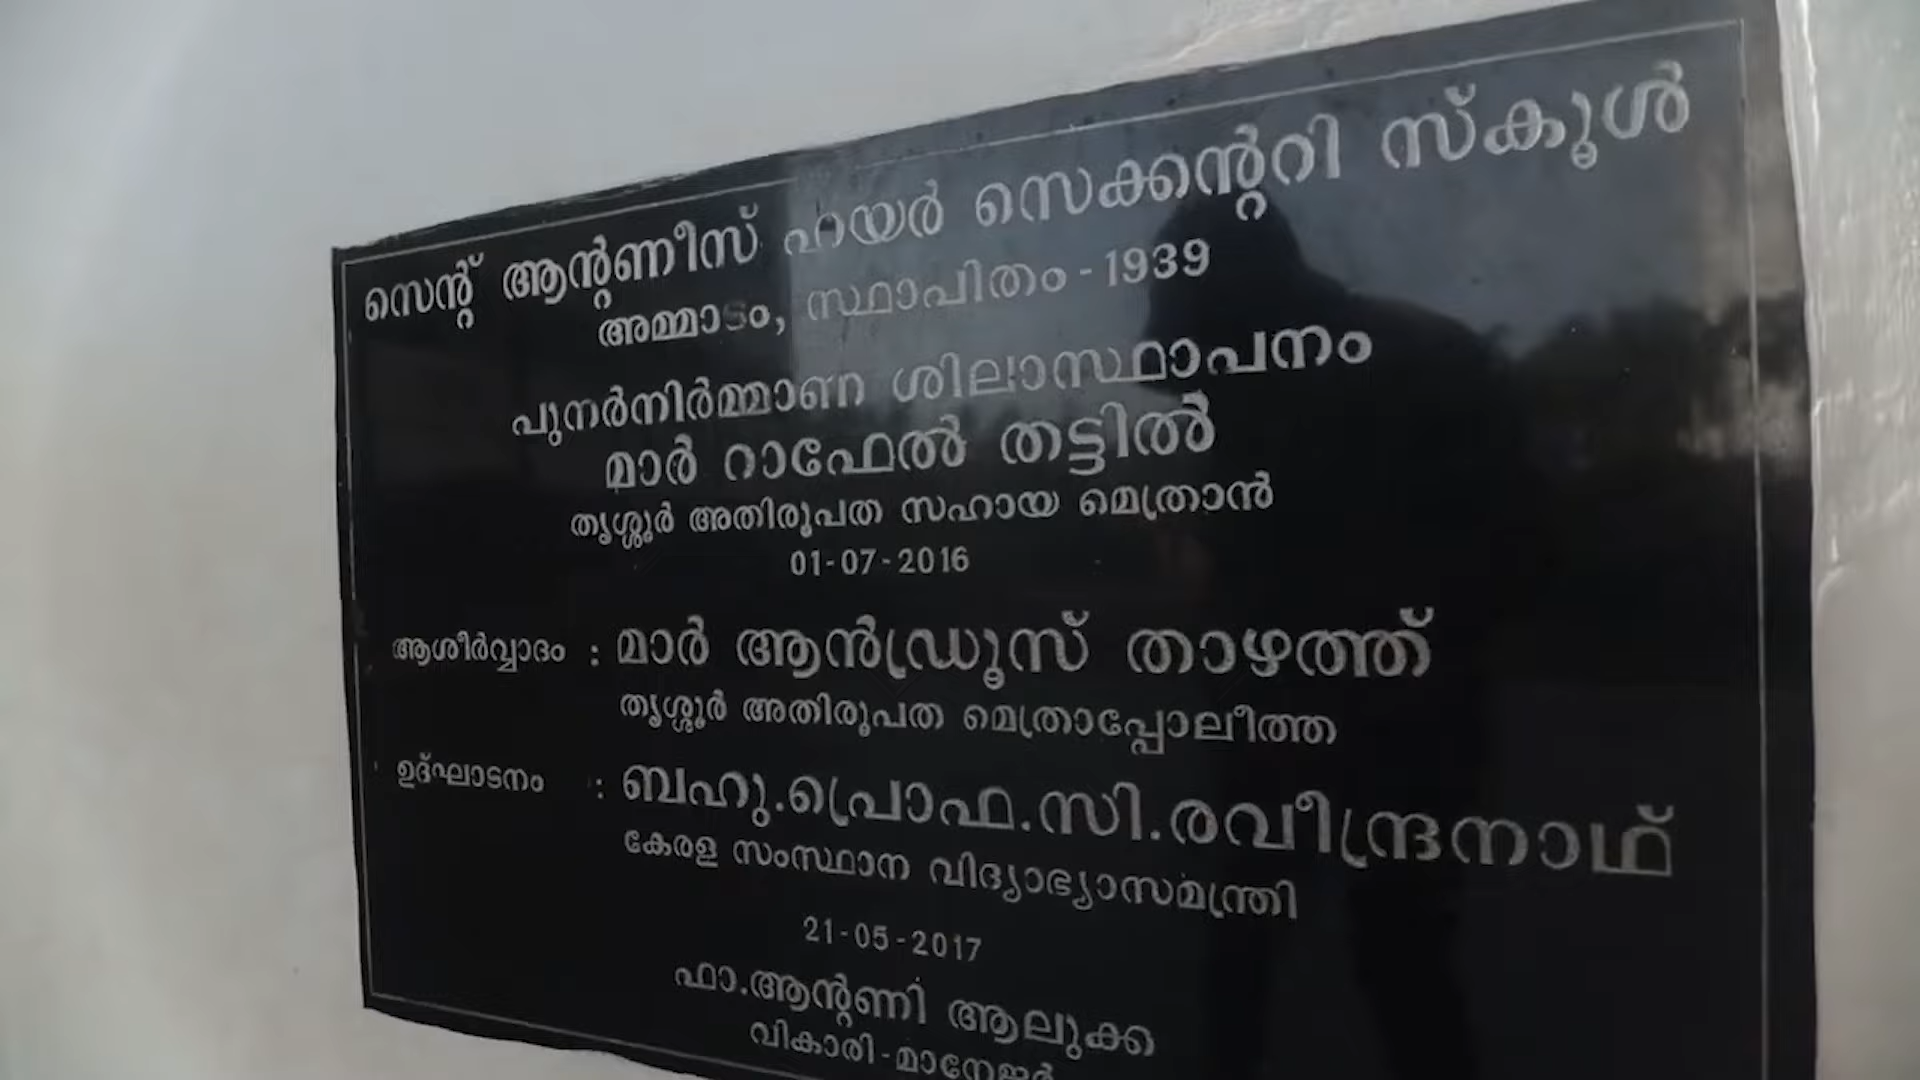 സെന്റ് ആന്റണീസ് ഹയർ സെക്കന്ററി സ്കൂൾ
അമ്മാടം, സ്ഥാപിതം - 1939
പുനർനിർമ്മാണ ശിലാസ്ഥാപനം
മാർ റാഫേൽ തട്ടിൽ
തൃശ്ശൂർ അതിരൂപത സഹായ മെത്രാൻ
01-07-2016
ആശീർവ്വാദം : മാർ ആൻഡ്രൂസ് താഴത്ത്
തൃശ്ശൂർ അതിരൂപത മെത്രാപ്പോലീത്ത
ഉദ്ഘാടനം : ബഹു.പ്രൊഫ.സി.രവീന്ദ്രനാഥ്
കേരള സംസ്ഥാന വിദ്യാഭ്യാസമന്ത്രി
21-05-2017
ഫാ.ആന്റണി ആലുക്ക
വികാരി-മാനേജർ